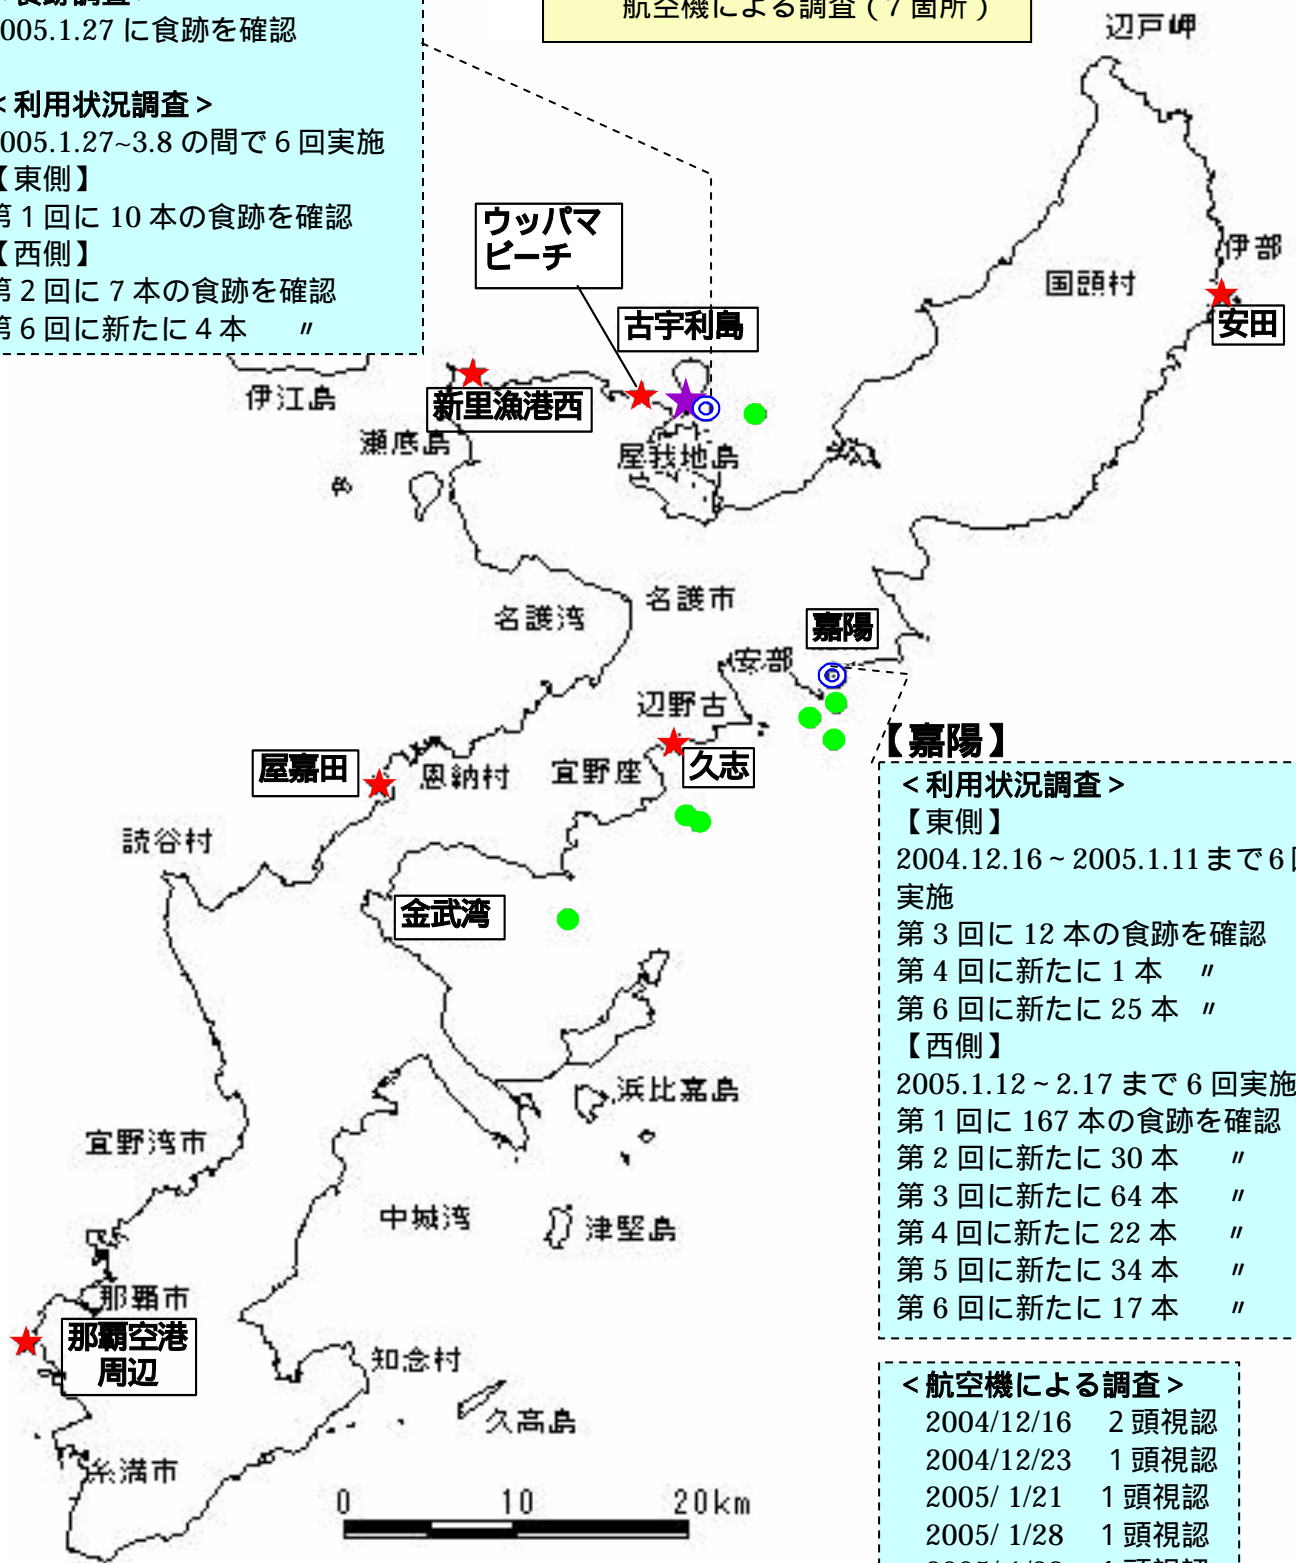 航空機による調査（7箇所）
005.1.27 に食跡を確認
＜利用状況調査＞
005.1.27~3.8 の間で 6 回実施
【東側】
第 1 回に 10 本の食跡を確認
【西側】
第 2 回に 7 本の食跡を確認
第 6 回に新たに 4 本 〃
辺戸岬
ウッパマ
ビーチ
伊部
国頭村
古宇利島
安田
伊江島
新里漁港西
瀬底島
屋我地島
名護湾
名護市
嘉陽
安部
辺野古
【嘉陽】
屋嘉田
恩納村
宜野座
久志
＜利用状況調査＞
【東側】
2004.12.16 ~ 2005.1.11 まで 6 回
実施
第 3 回に 12 本の食跡を確認
第 4 回に新たに 1 本 〃
第 6 回に新たに 25 本 〃
【西側】
2005.1.12 ~ 2.17 まで 6 回実施
第 1 回に 167 本の食跡を確認
第 2 回に新たに 30 本 〃
第 3 回に新たに 64 本 〃
第 4 回に新たに 22 本 〃
第 5 回に新たに 34 本 〃
第 6 回に新たに 17 本 〃
読谷村
金武湾
浜比嘉島
宜野湾市
中城湾
津堅島
那覇市
那覇空港
周辺
知念村
久高島
糸満市
0 10 20km
＜航空機による調査＞
2004/12/16 2 頭視認
2004/12/23 1 頭視認
2005/ 1/21 1 頭視認
2005/ 1/28 1 頭視認